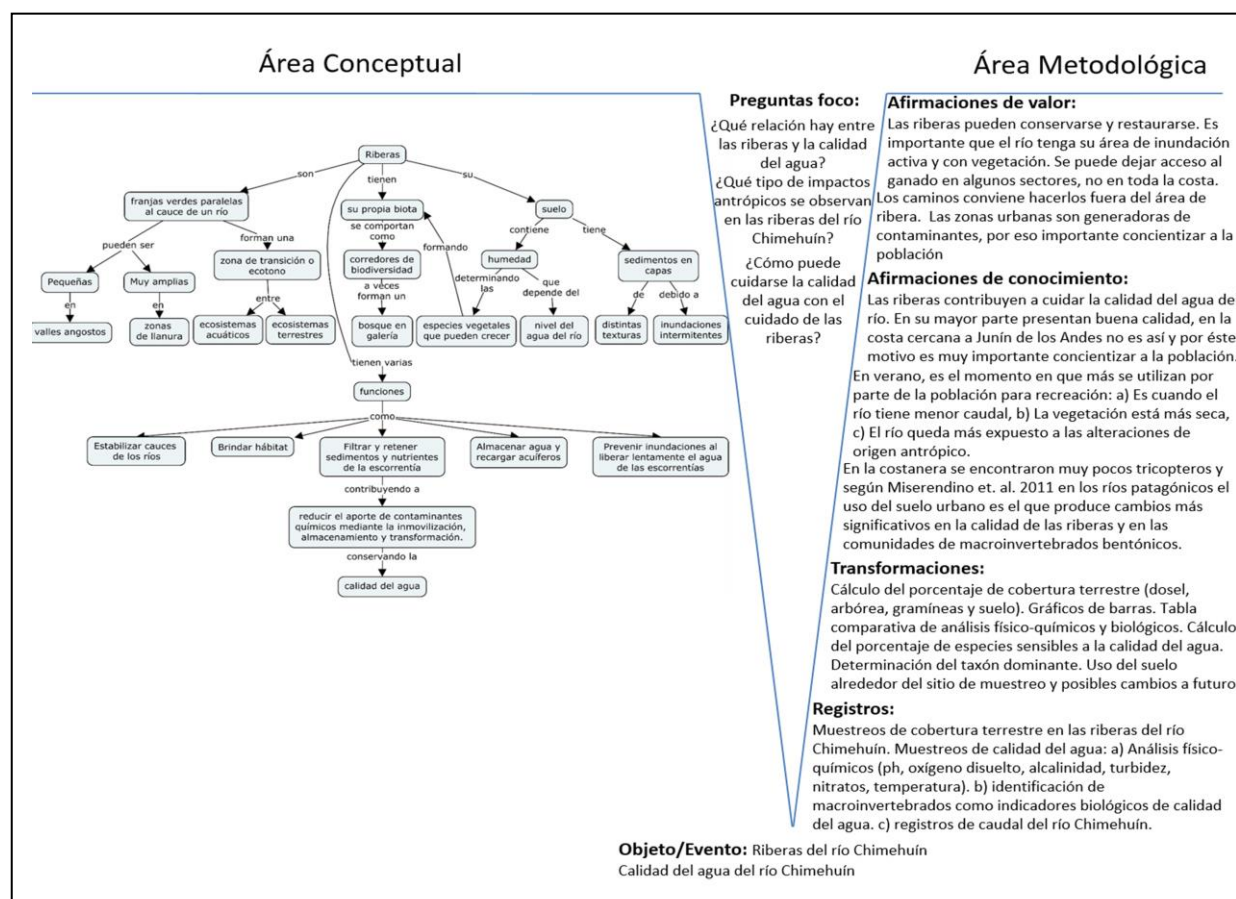 Área Conceptual
Área Metodológica
Riberas
son
tienen
su
franjas verdes paralelas
al cauce de un río
su propia biota
suelo
pueden ser
forman una
se comportan
como
formando
contiene
tiene
Pequeñas
Muy amplias
zona de transición o
ecotono
corredores de
biodiversidad
humedad
sedimentos en
capas
en
en
entre
a veces
forman un
determinando
las
que
depende del
de
debido a
valles angostos
zonas
de llanura
ecosistemas
acuáticos
ecosistemas
terrestres
bosque en
galería
especies vegetales
que pueden crecer
nivel del
agua del río
distintas
texturas
inundaciones
intermitentes
tienen varias
funciones
como
Estabilizar cauces
de los ríos
Brindar hábitat
Filtrar y retener
sedimentos y nutrientes
de la escorrentía
Almacenar agua y
recargar acuíferos
Prevenir inundaciones al
liberar lentamente el agua
de las escorrentías
contribuyendo a
reducir el aporte de contaminantes
químicos mediante la inmovilización,
almacenamiento y transformación.
conservando la
calidad del agua
Preguntas foco:
¿Qué relación hay entre
las riberas y la calidad
del agua?
¿Qué tipo de impactos
antrópicos se observan
en las riberas del río
Chimehuín?
¿Cómo puede
cuidarse la calidad
del agua con el
cuidado de las
riberas?
Afirmaciones de valor:
Las riberas pueden conservarse y restaurarse. Es
importante que el río tenga su área de inundación
activa y con vegetación. Se puede dejar acceso al
ganado en algunos sectores, no en toda la costa.
Los caminos conviene hacerlos fuera del área de
ribera. Las zonas urbanas son generadoras de
contaminantes, por eso importante concientizar a la
población
Afirmaciones de conocimiento:
Las riberas contribuyen a cuidar la calidad del agua de
río. En su mayor parte presentan buena calidad, en la
costa cercana a Junín de los Andes no es así y por éste
motivo es muy importante concientizar a la población.
En verano, es el momento en que más se utilizan por
parte de la población para recreación: a) Es cuando el
río tiene menor caudal, b) La vegetación está más seca,
c) El río queda más expuesto a las alteraciones de
origen antrópico.
En la costanera se encontraron muy pocos tricopteros y
según Miserendino et. al. 2011 en los ríos patagónicos el
uso del suelo urbano es el que produce cambios más
significativos en la calidad de las riberas y en las
comunidades de macroinvertebrados bentónicos.
Transformaciones:
Cálculo del porcentaje de cobertura terrestre (dosel,
arbórea, gramíneas y suelo). Gráficos de barras. Tabla
comparativa de análisis físico-químicos y biológicos. Cálculo
del porcentaje de especies sensibles a la calidad del agua.
Determinación del taxón dominante. Uso del suelo
alrededor del sitio de muestreo y posibles cambios a futuro
Registros:
Muestreos de cobertura terrestre en las riberas del río
Chimehuín. Muestreos de calidad del agua: a) Análisis físico-
químicos (ph, oxígeno disuelto, alcalinidad, turbidez,
nitratos, temperatura). b) identificación de
macroinvertebrados como indicadores biológicos de calidad
del agua. c) registros de caudal del río Chimehuín.
Objeto/Evento: Riberas del río Chimehuín
Calidad del agua del río Chimehuín